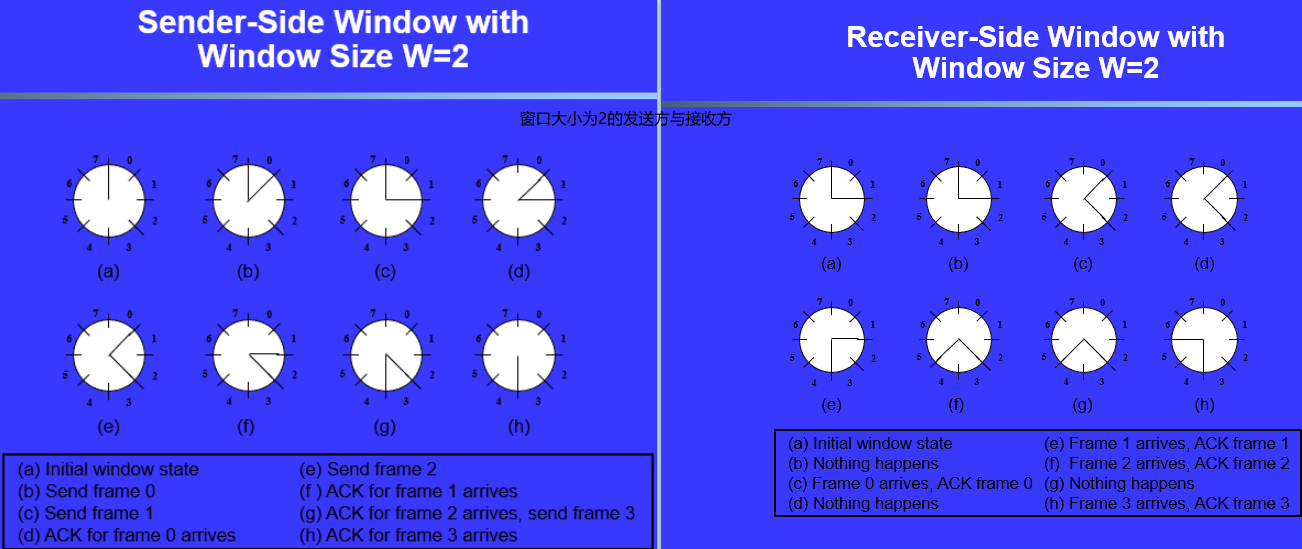 Sender-Side Window with
Window Size W=2
Receiver-Side Window with
Window Size W=2
窗口大小为2的发送方与接收方
7 0 1 2 3 4 5 6
(a)
7 0 1 2 3 4 5 6
(b)
7 0 1 2 3 4 5 6
(c)
7 0 1 2 3 4 5 6
(d)
7 0 1 2 3 4 5 6
(e)
7 0 1 2 3 4 5 6
(f)
7 0 1 2 3 4 5 6
(g)
7 0 1 2 3 4 5 6
(h)
(a) Initial window state
(b) Send frame 0
(c) Send frame 1
(d) ACK for frame 0 arrives
(e) Send frame 2
(f ) ACK for frame 1 arrives
(g) ACK for frame 2 arrives, send frame 3
(h) ACK for frame 3 arrives
7 0 1 2 3 4 5 6
(a)
7 0 1 2 3 4 5 6
(b)
7 0 1 2 3 4 5 6
(c)
7 0 1 2 3 4 5 6
(d)
7 0 1 2 3 4 5 6
(e)
7 0 1 2 3 4 5 6
(f)
7 0 1 2 3 4 5 6
(g)
7 0 1 2 3 4 5 6
(h)
(a) Initial window state
(b) Nothing happens
(c) Frame 0 arrives, ACK frame 0
(d) Nothing happens
(e) Frame 1 arrives, ACK frame 1
(f) Frame 2 arrives, ACK frame 2
(g) Nothing happens
(h) Frame 3 arrives, ACK frame 3